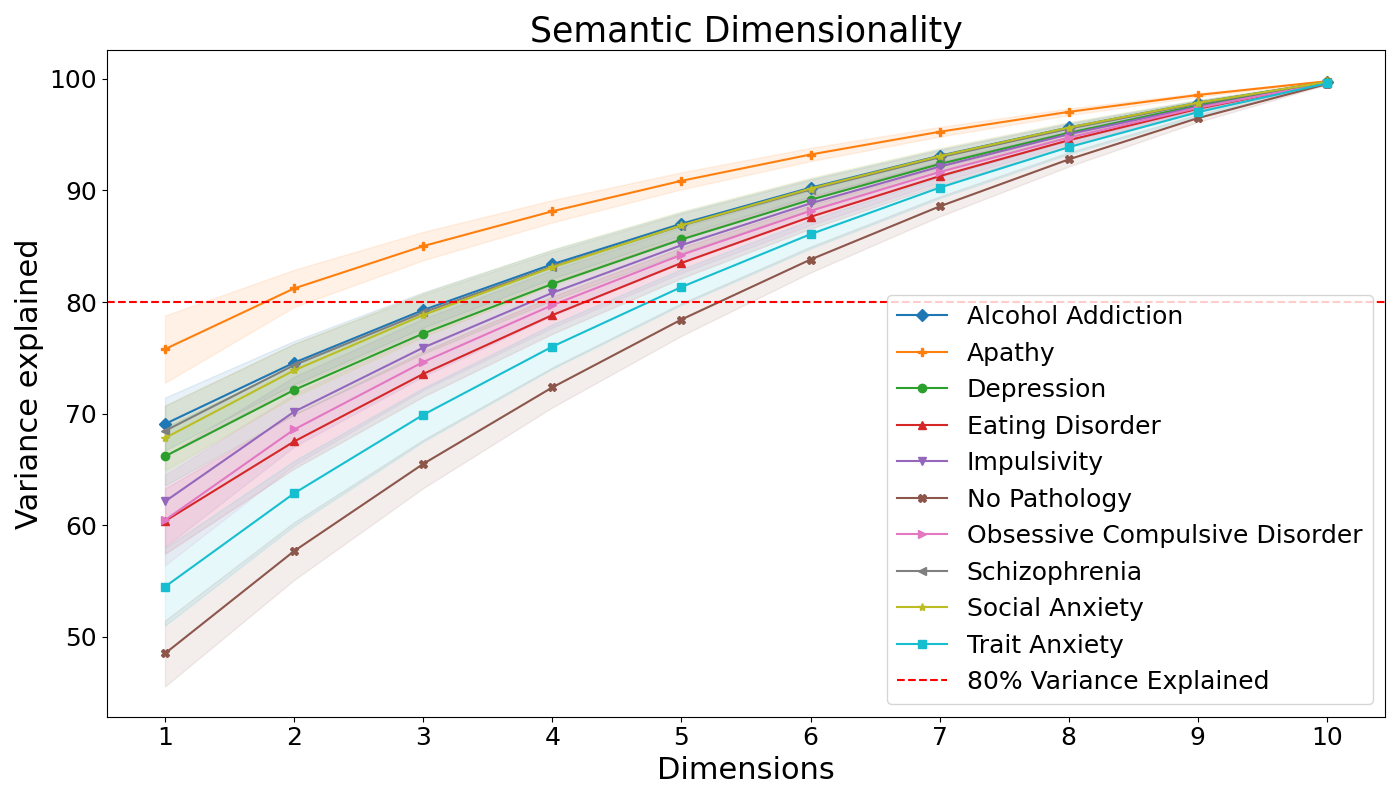 Semantic Dimensionality
Variance explained
100
90
80
70
60
50
1 2 3 4 5 6 7 8 9 10
Dimensions
Alcohol Addiction
Apathy
Depression
Eating Disorder
Impulsivity
No Pathology
Obsessive Compulsive Disorder
Schizophrenia
Social Anxiety
Trait Anxiety
80% Variance Explained